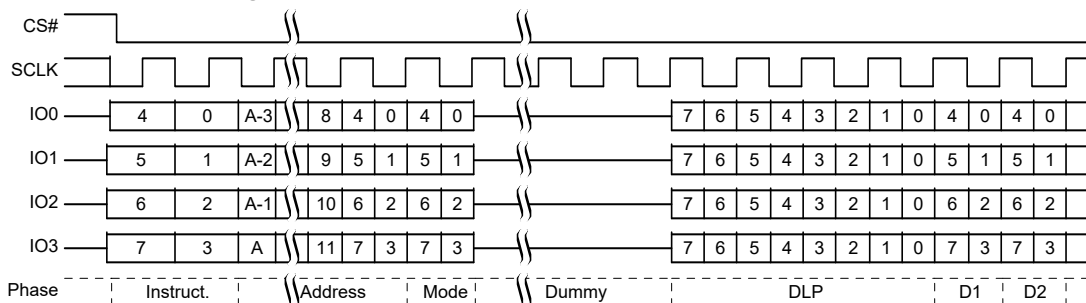 CS#
SCLK
IO0 4 0 A-3 8 4 0 4 0 7 6 5 4 3 2 1 0 4 0 4 0
IO1 5 1 A-2 9 5 1 5 1 7 6 5 4 3 2 1 0 5 1 5 1
IO2 6 2 A-1 10 6 2 6 2 7 6 5 4 3 2 1 0 6 2 6 2
IO3 7 3 A 11 7 3 7 3 7 6 5 4 3 2 1 0 7 3 7 3
Phase Instruct. Address Mode Dummy DLP D1 D2